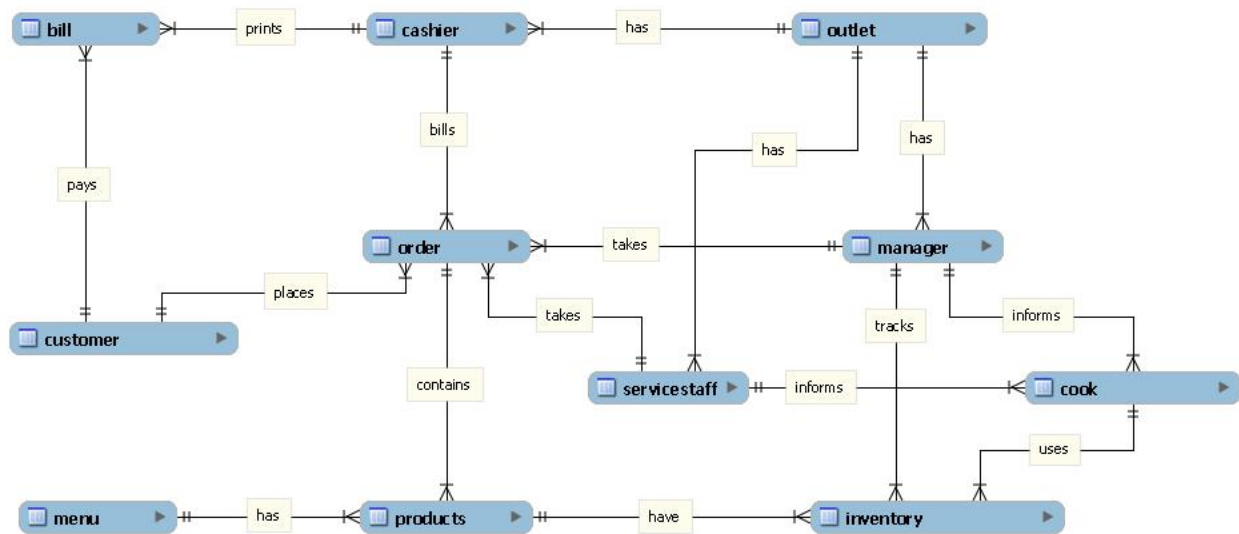 bill
prints
cashier
has
outlet
bills
has
has
pays
order
takes
manager
places
customer
takes
tracks
informs
contains
servicestaff
informs
cook
uses
menu
has
products
have
inventory